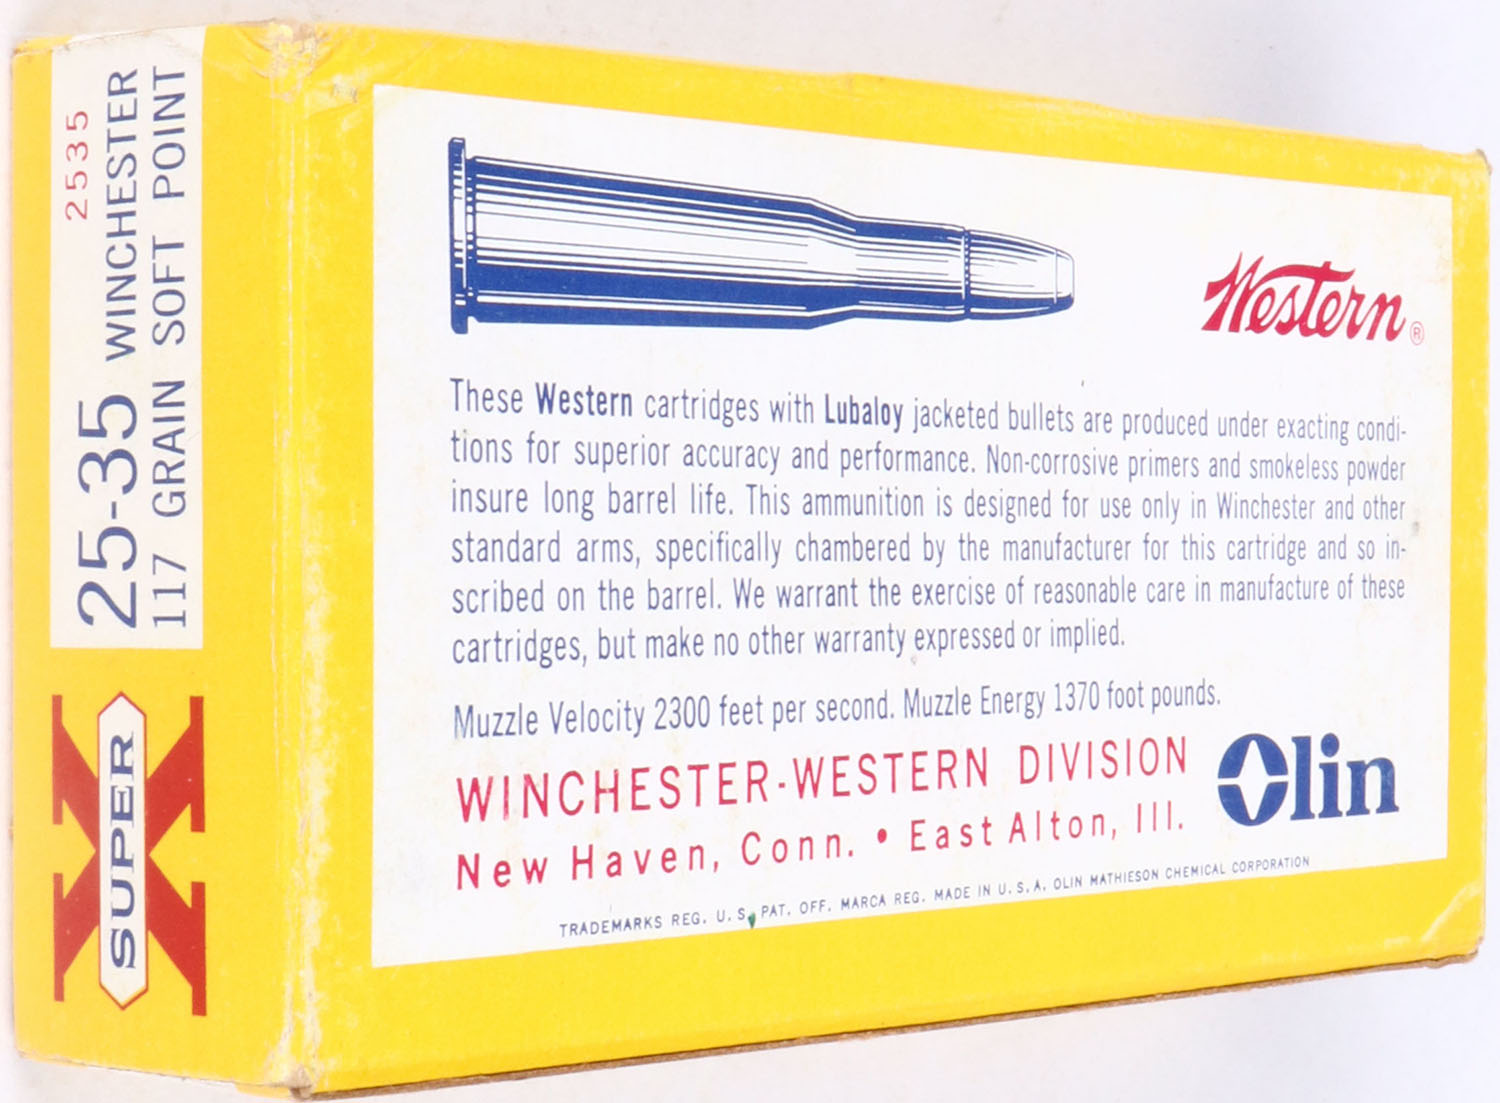 2535
25-35 WINCHESTER
117 GRAIN SOFT POINT
SUPER
X
Western®
These Western cartridges with Lubaloy jacketed bullets are produced under exacting condi-
tions for superior accuracy and performance. Non-corrosive primers and smokeless powder
insure long barrel life. This ammunition is designed for use only in Winchester and other
standard arms, specifically chambered by the manufacturer for this cartridge and so in-
scribed on the barrel. We warrant the exercise of reasonable care in manufacture of these
cartridges, but make no other warranty expressed or implied.
Muzzle Velocity 2300 feet per second. Muzzle Energy 1370 foot pounds.
WINCHESTER-WESTERN DIVISION
New Haven, Conn. • East Alton, Ill.
Olin
TRADEMARKS REG. U. S. PAT. OFF. MARCA REG. MADE IN U. S. A. OLIN MATHIESON CHEMICAL CORPORATION